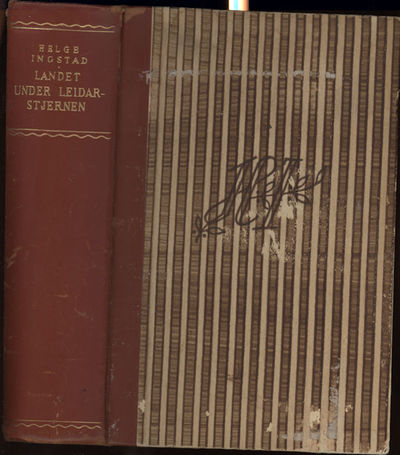 HELGE
INGSTAD
LANDET
UNDER LEIDAR-
STJERNEN